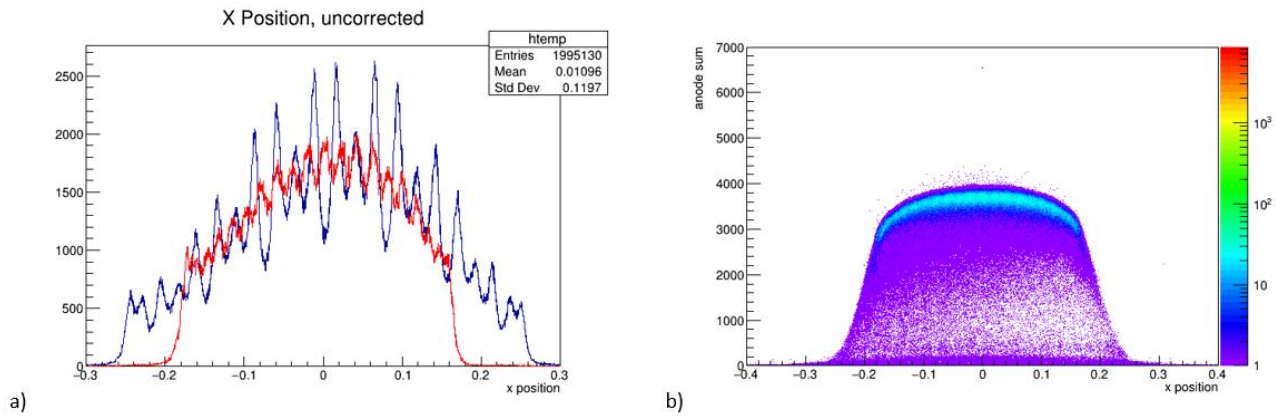 X Position, uncorrected
htemp
Entries 1995130
Mean 0.01096
Std Dev 0.1197
2500
2000
1500
1000
500
0
−0.3 −0.2 −0.1 0 0.1 0.2 0.3
x position
a)
anode sum
7000
6000
5000
4000
3000
2000
1000
0
−0.4 −0.3 −0.2 −0.1 0 0.1 0.2 0.3 0.4
x position
10³
10²
10
1
b)